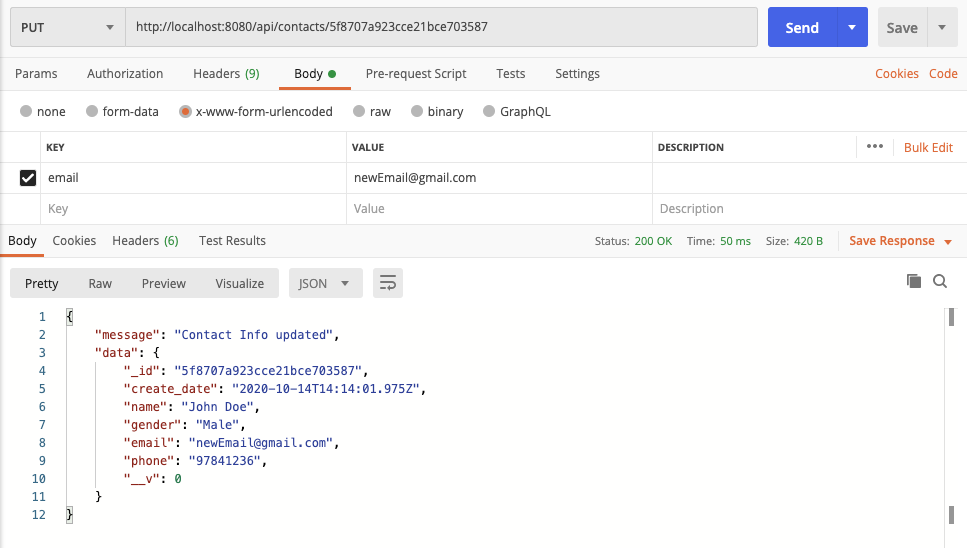 PUT http://localhost:8080/api/contacts/5f8707a923cce21bce703587 Send Save
Params Authorization Headers (9) Body Pre-request Script Tests Settings Cookies Code
none form-data x-www-form-urlencoded raw binary GraphQL
KEY VALUE DESCRIPTION ••• Bulk Edit
email newEmail@gmail.com
Key Value Description
Body Cookies Headers (6) Test Results Status: 200 OK Time: 50 ms Size: 420 B Save Response
Pretty Raw Preview Visualize JSON
1 {
2 "message": "Contact Info updated",
3 "data": {
4 "_id": "5f8707a923cce21bce703587",
5 "create_date": "2020-10-14T14:14:01.975Z",
6 "name": "John Doe",
7 "gender": "Male",
8 "email": "newEmail@gmail.com",
9 "phone": "97841236",
10 "__v": 0
11 }
12 }